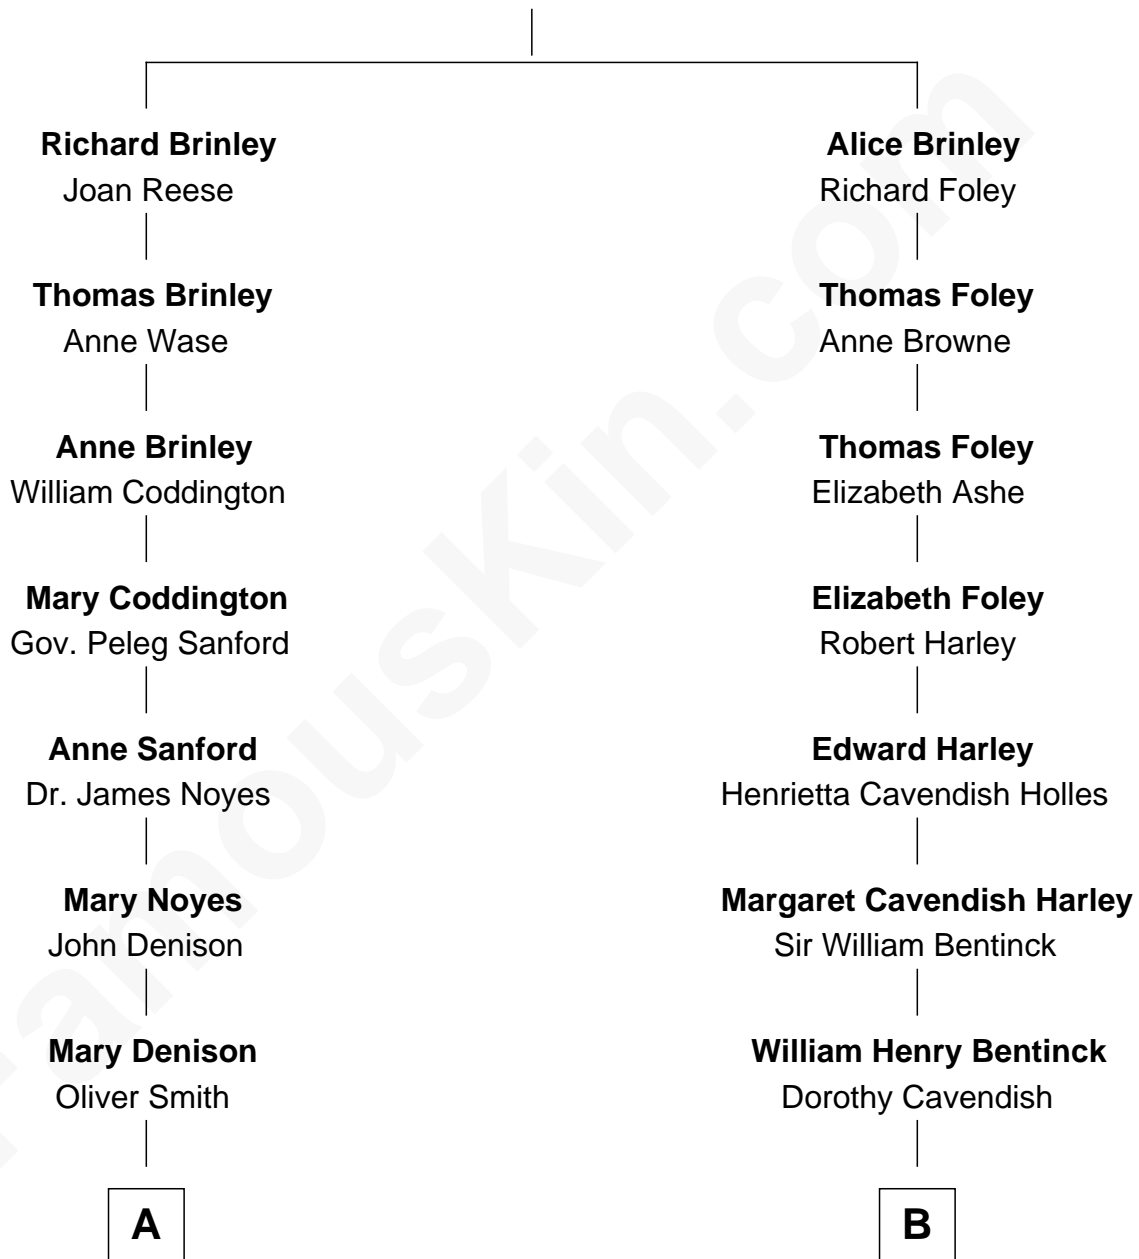 Richard Brinley
Joan Reese
Thomas Brinley
Anne Wase
Anne Brinley
William Coddington
Mary Coddington
Gov. Peleg Sanford
Anne Sanford
Dr. James Noyes
Mary Noyes
John Denison
Mary Denison
Oliver Smith
A
Alice Brinley
Richard Foley
Thomas Foley
Anne Browne
Thomas Foley
Elizabeth Ashe
Elizabeth Foley
Robert Harley
Edward Harley
Henrietta Cavendish Holles
Margaret Cavendish Harley
Sir William Bentinck
William Henry Bentinck
Dorothy Cavendish
B
FamousKin.com